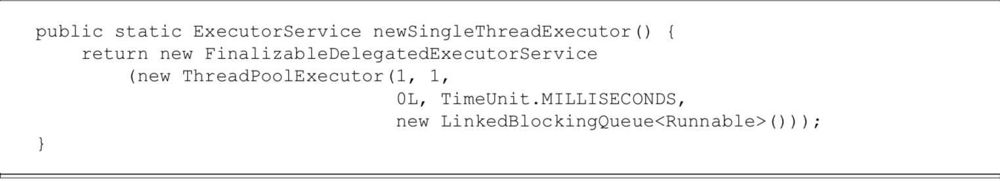 public static ExecutorService newSingleThreadExecutor() {
    return new FinalizableDelegatedExecutorService
        (new ThreadPoolExecutor(1, 1,
                                0L, TimeUnit.MILLISECONDS,
                                new LinkedBlockingQueue<Runnable>()));
}